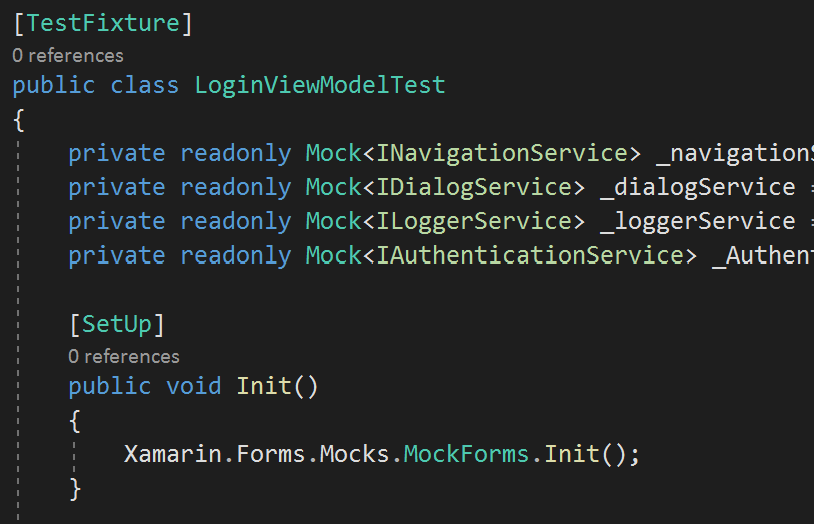 [TestFixture]
0 references
public class LoginViewModelTest
{
private readonly Mock<INavigationService> _navigationS
private readonly Mock<IDialogService> _dialogService =
private readonly Mock<ILoggerService> _loggerService =
private readonly Mock<IAuthenticationService> _Authent
[SetUp]
0 references
public void Init()
{
Xamarin.Forms.Mocks.MockForms.Init();
}